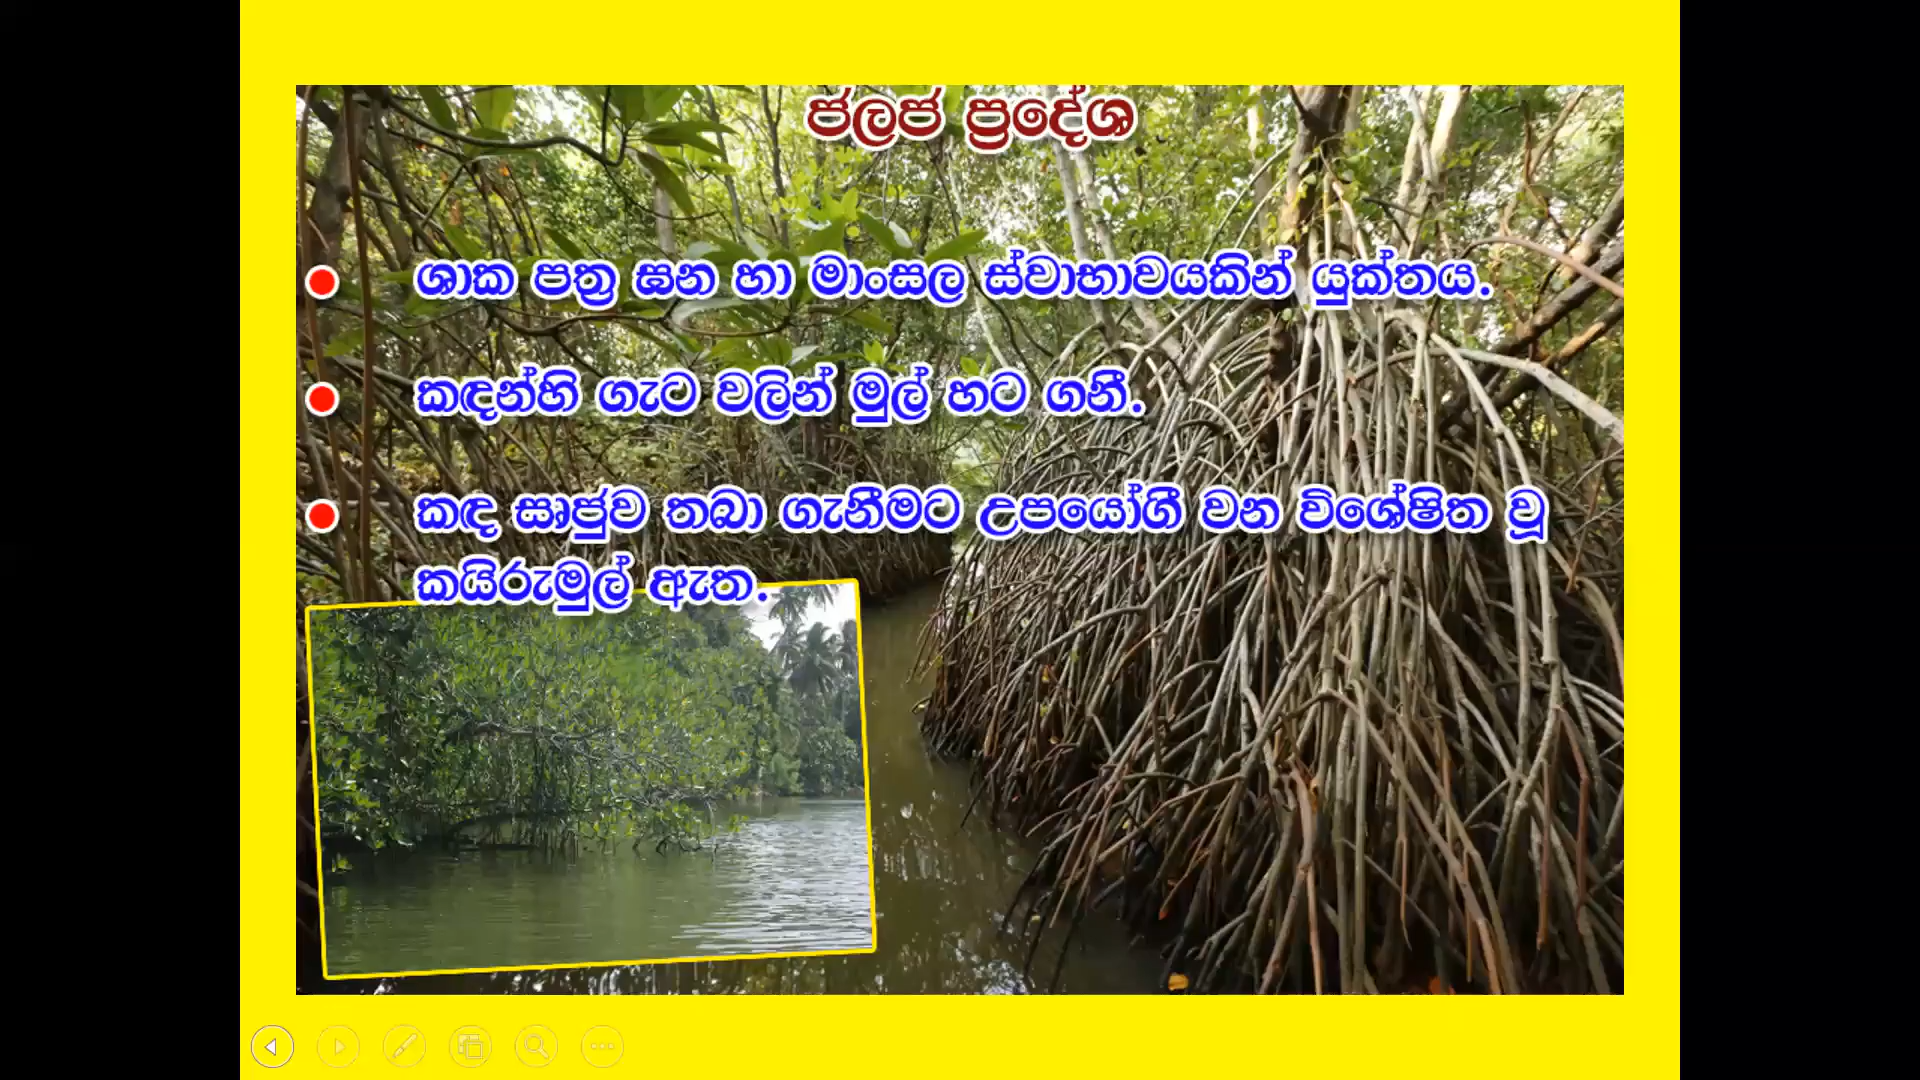 ජලජ ප්‍රදේශ
ශාක පත්‍ර ඝන හා මාංසල ස්වාභාවයකින් යුක්තය.
කඳන්හි ගැට වලින් මුල් හට ගනී.
කඳ සෘජුව තබා ගැනීමට උපයෝගී වන විශේෂිත වූ
කයිරුමුල් ඇත.